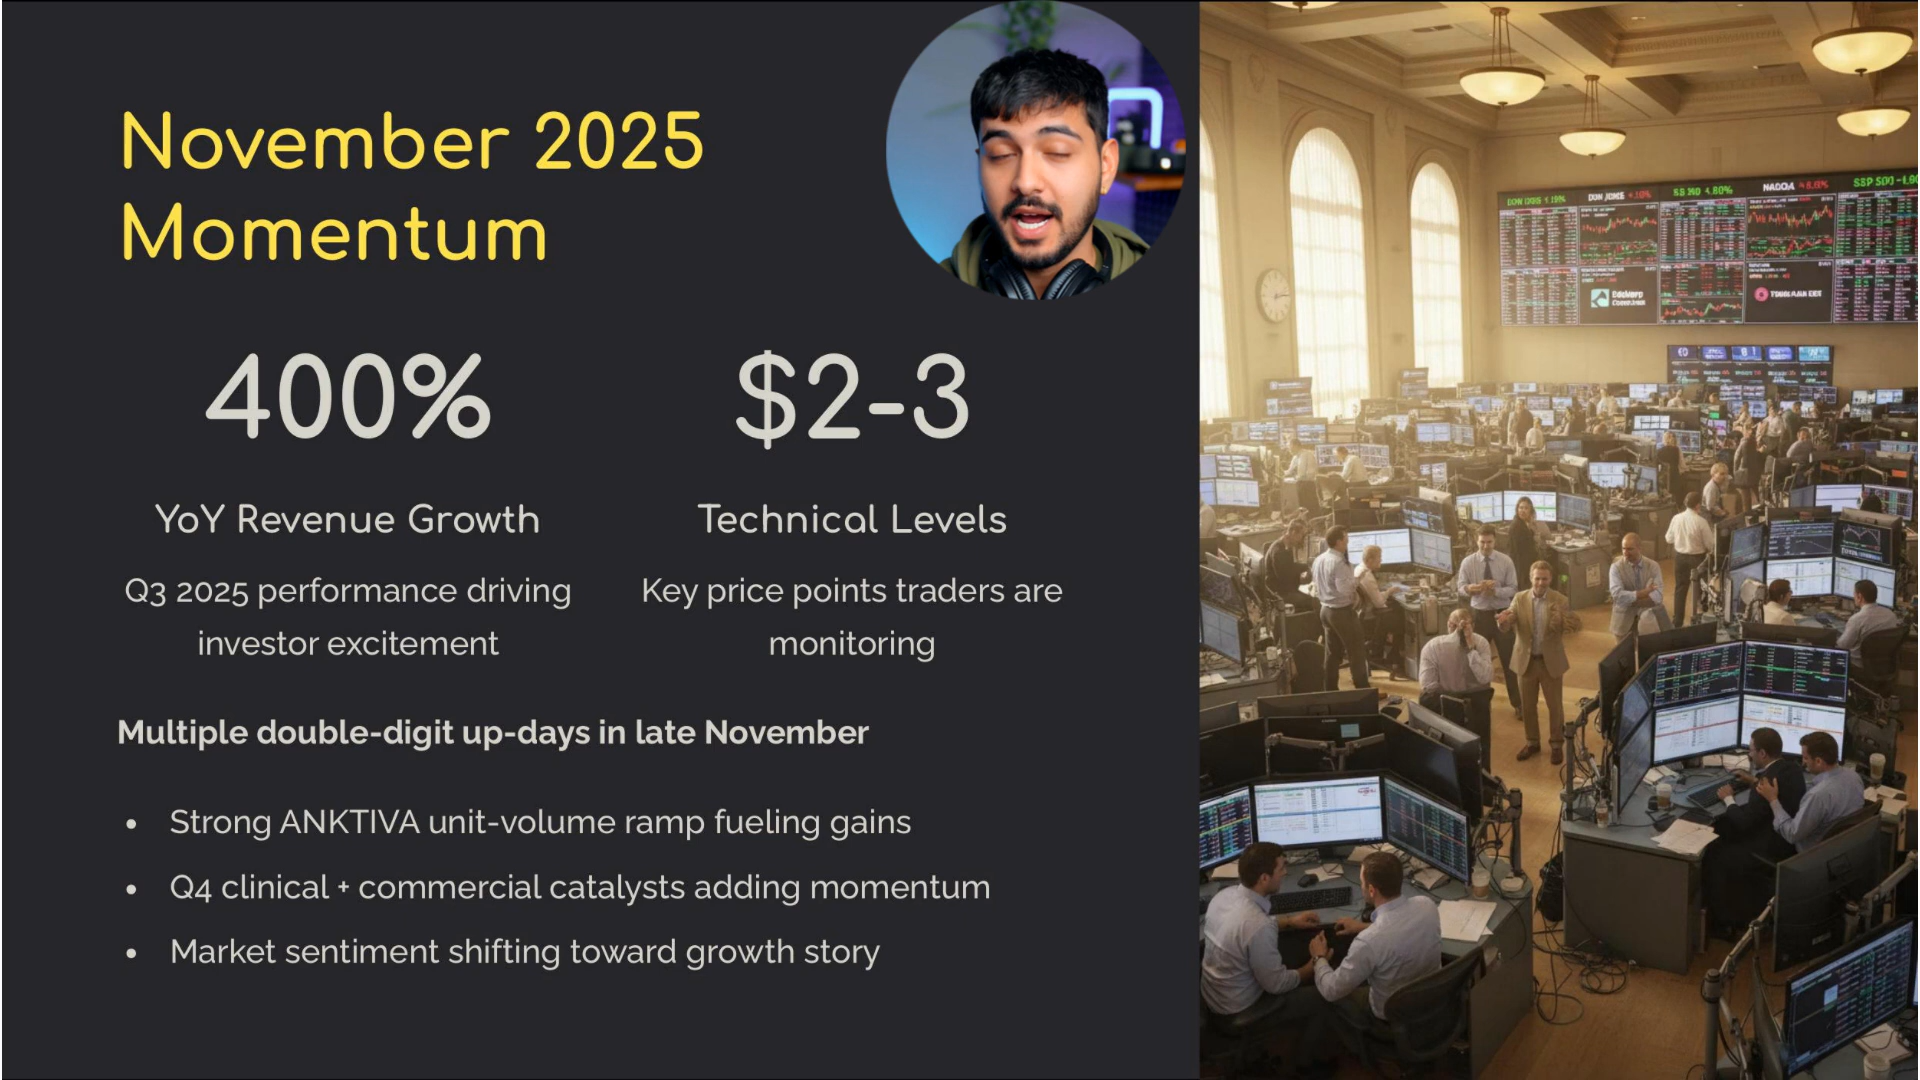 November 2025
Momentum
400%
YoY Revenue Growth
Q3 2025 performance driving
investor excitement
$2-3
Technical Levels
Key price points traders are
monitoring
Multiple double-digit up-days in late November
• Strong ANKTIVA unit-volume ramp fueling gains
• Q4 clinical + commercial catalysts adding momentum
• Market sentiment shifting toward growth story